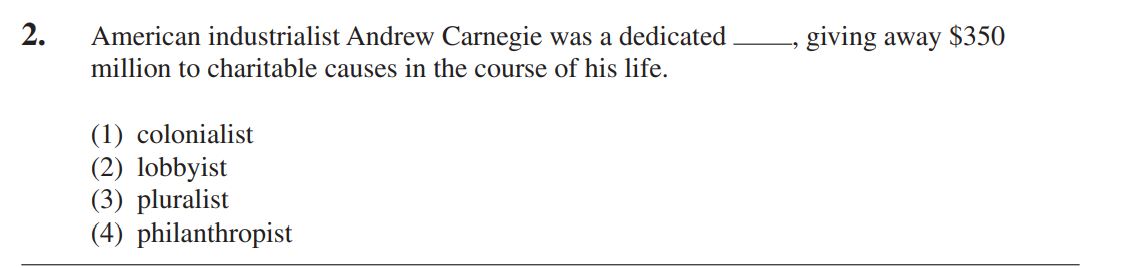 2. American industrialist Andrew Carnegie was a dedicated ____, giving away $350
million to charitable causes in the course of his life.
(1) colonialist
(2) lobbyist
(3) pluralist
(4) philanthropist